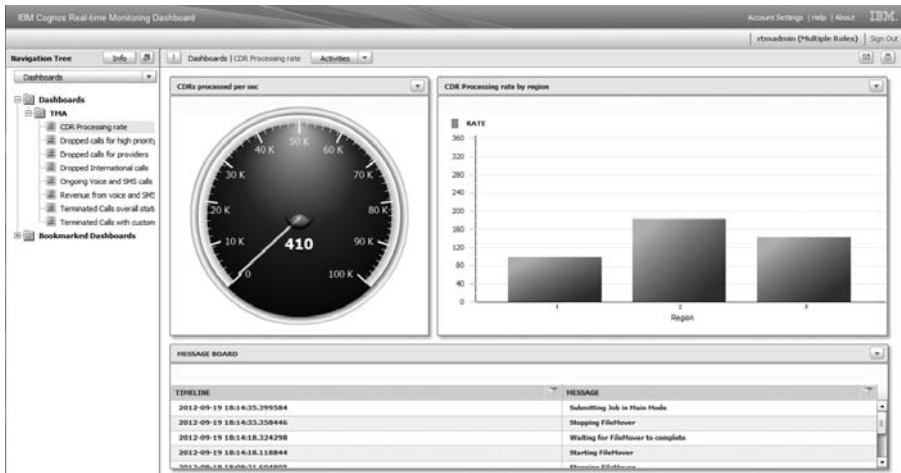 IBM Cognos Real-time Monitoring Dashboard
Account Settings | Help | About IBM.
rtmadmin (Multiple Roles) Sign Out
Navigation Tree Info
Dashboards | CDR Processing rate Activities
Dashboards
Dashboards
TMA
CDR Processing rate
Dropped calls for high priority
Dropped calls for providers
Dropped International calls
Ongoing Voice and SMS calls
Revenue from voice and SMS
Terminated Calls overall statu
Terminated Calls with custom
Bookmarked Dashboards
CDRs processed per sec
0
10 K
20 K
30 K
40 K
50 K
60 K
70 K
80 K
90 K
100 K
410
CDR Processing rate by region
RATE
360
320
280
240
200
160
120
80
40
0
1 2 3
Region
MESSAGE BOARD
TIMELINE MESSAGE
2012-09-19 18:14:35.399584 Submitting Job in Main Mode
2012-09-19 18:14:33.358446 Stopping FileMover
2012-09-19 18:14:18.324298 Waiting for FileMover to complete
2012-09-19 18:14:18.118844 Starting FileMover